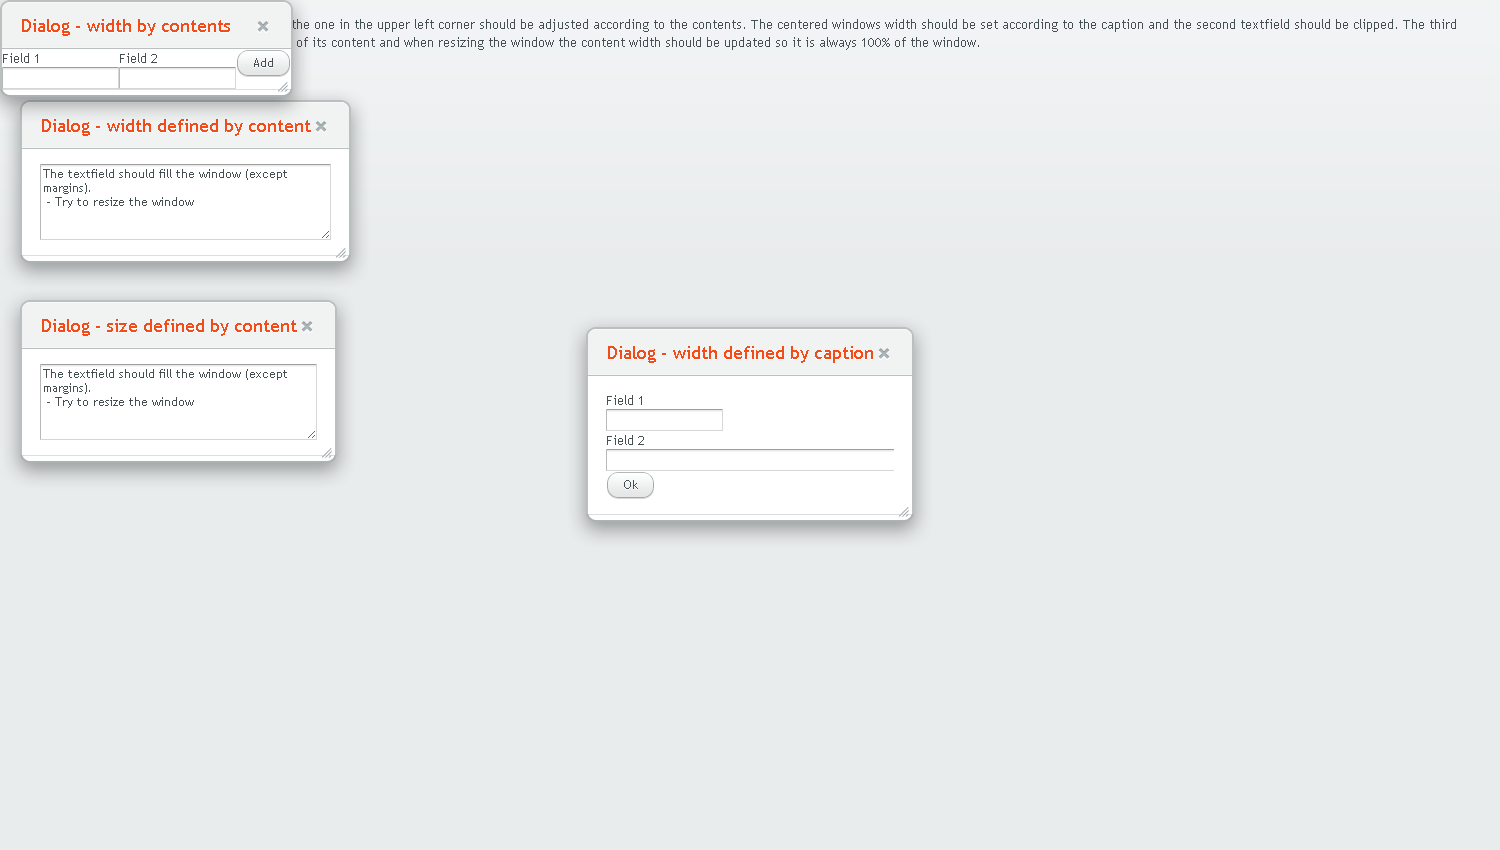 Dialog - width by contents
the one in the upper left corner should be adjusted according to the contents. The centered windows width should be set according to the caption and the second textfield should be clipped. The third
of its content and when resizing the window the content width should be updated so it is always 100% of the window.
Field 1 Field 2 Add
Dialog - width defined by content
The textfield should fill the window (except
margins).
- Try to resize the window
Dialog - size defined by content
The textfield should fill the window (except
margins).
- Try to resize the window
Dialog - width defined by caption
Field 1
Field 2
Ok